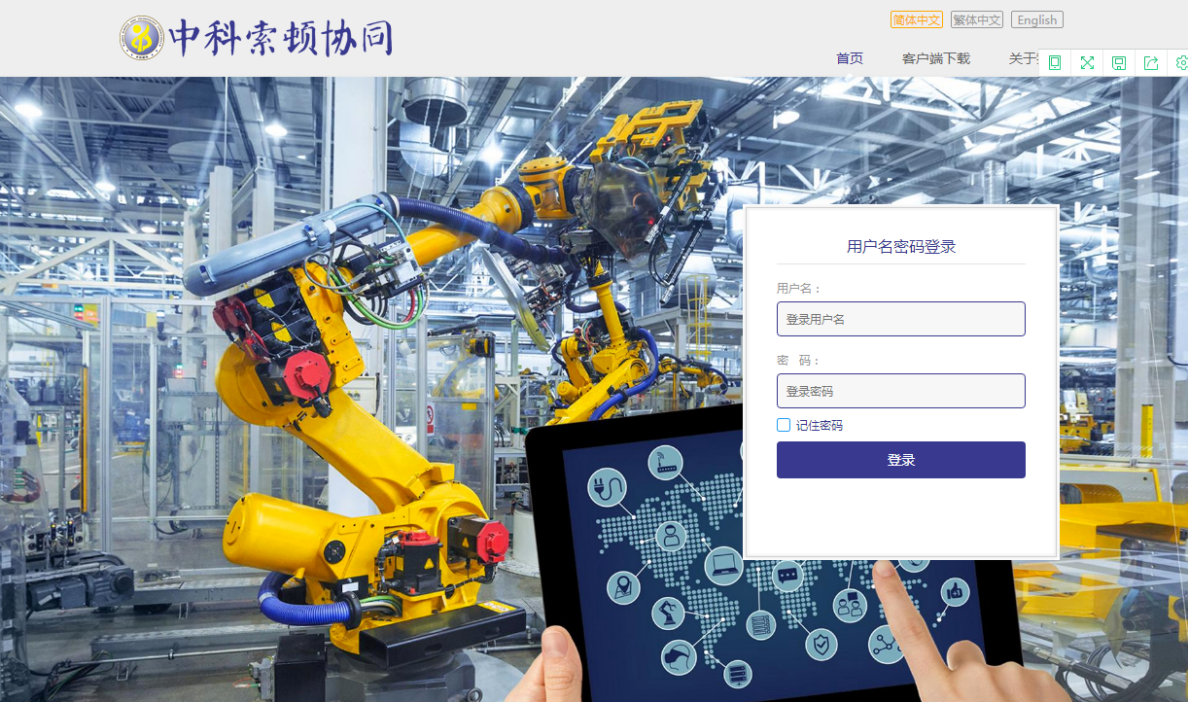 中科索顿协同
简体中文 繁体中文 English
首页 客户端下载 关于
用户名密码登录
用户名：
登录用户名
密 码：
登录密码
记住密码
登录